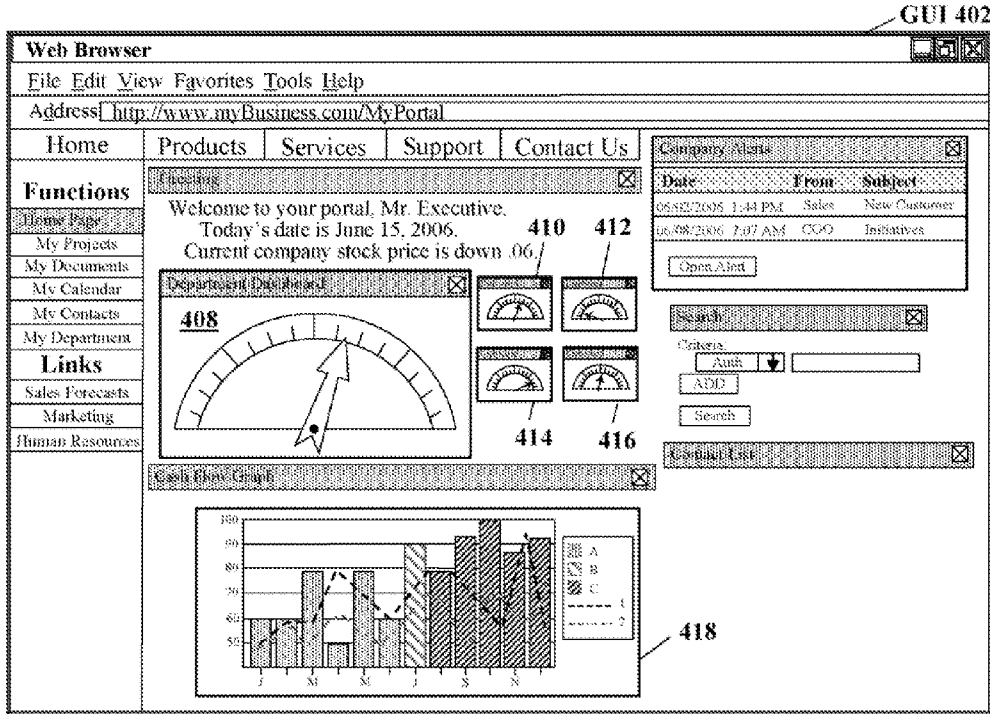 GUI 402
Web Browser
File Edit View Favorites Tools Help
Address http://www.myBusiness.com/MyPortal
Home
Products Services Support Contact Us
Functions
Home Page
My Projects
My Documents
My Calendar
My Contacts
My Department
Links
Sales Forecasts
Marketing
Human Resources
Greeting
Welcome to your portal, Mr. Executive.
Today's date is June 15, 2006.
Current company stock price is down .06.
410 412
Department Dashboard
408
414 416
Cash Flow Graph
100
90
80
70
60
50
J M M J S N
A
B
C
1
2
418
Company Alerts
Date From Subject
1:44 PM Sales New Customer
06/08/2006 7:07 AM COO Initiatives
Open Alert
Search
Criteria
Auth
ADD
Search
Contact List